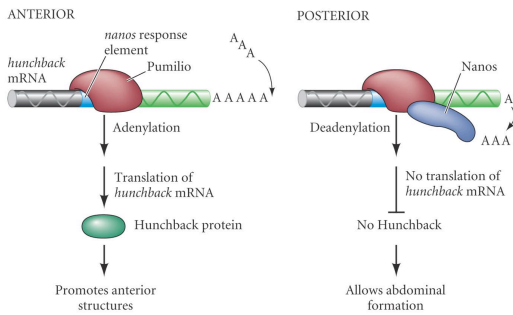 ANTERIOR
nanos response
element
hunchback
mRNA
Pumilio
A
A
A
A A A A A
Adenylation
Translation of
hunchback mRNA
Hunchback protein
Promotes anterior
structures
POSTERIOR
Nanos
A
AAA
Deadenylation
No translation of
hunchback mRNA
No Hunchback
Allows abdominal
formation